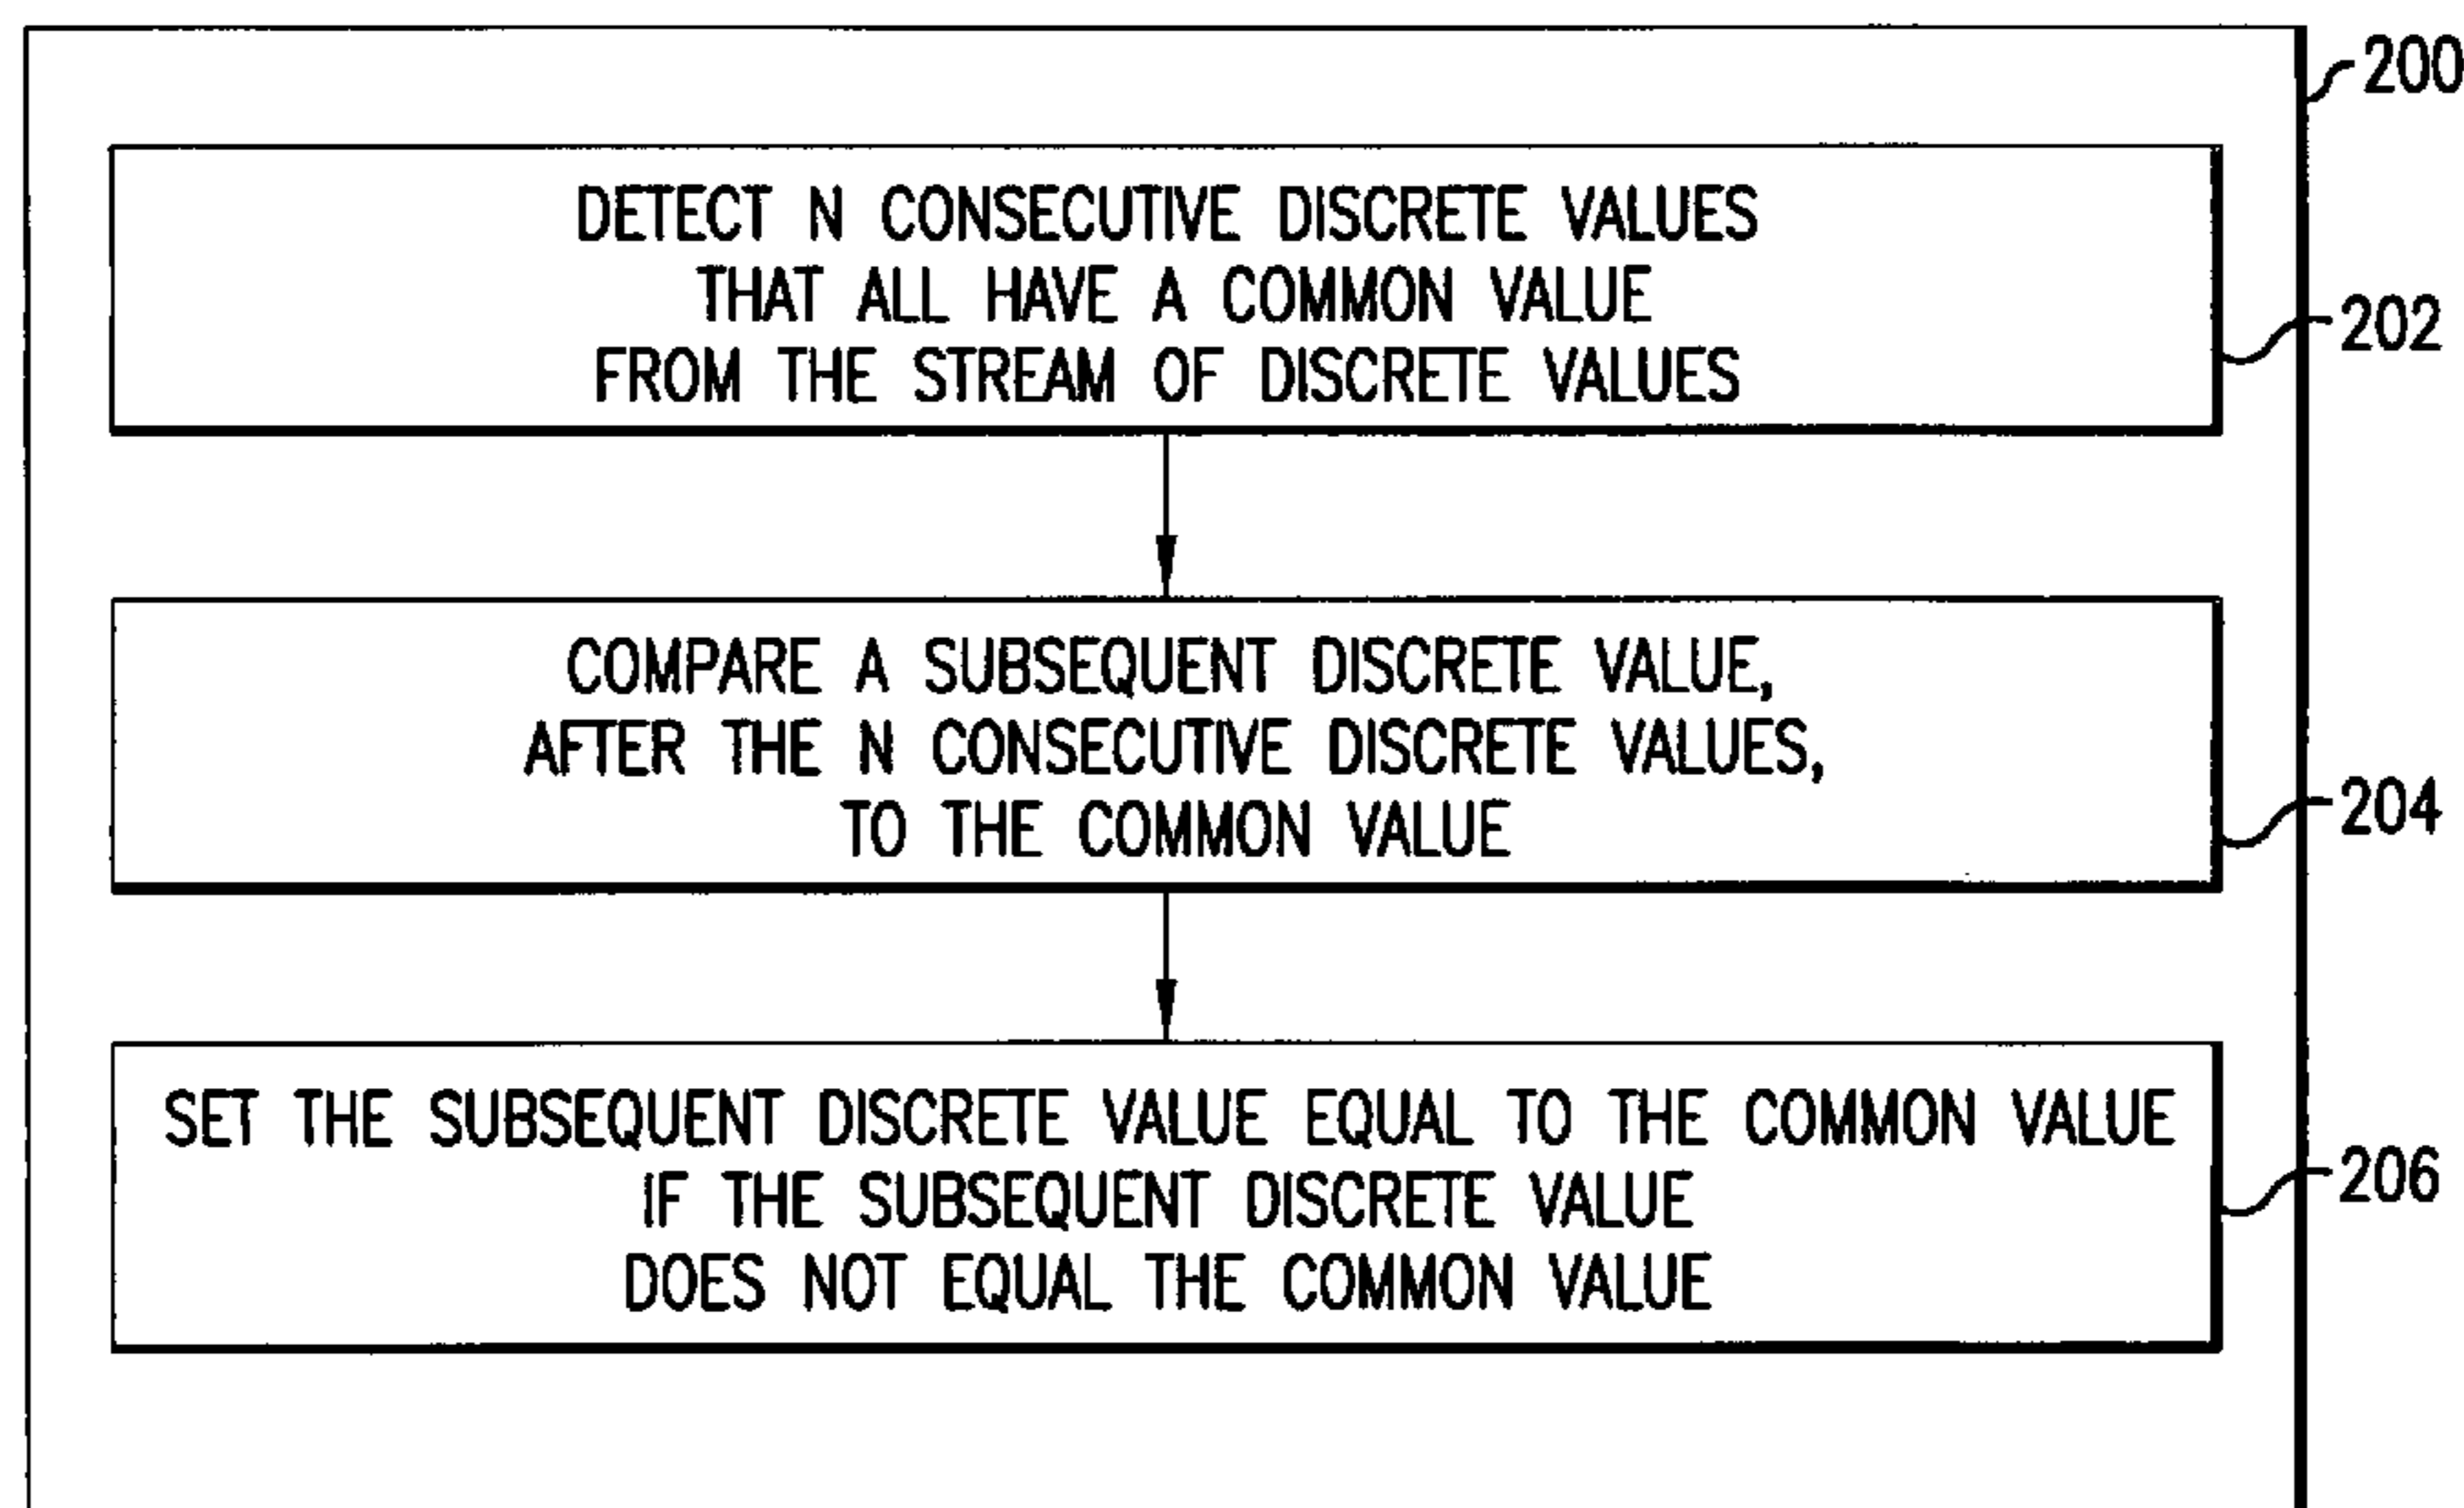 200
DETECT N CONSECUTIVE DISCRETE VALUES
THAT ALL HAVE A COMMON VALUE
FROM THE STREAM OF DISCRETE VALUES
202
COMPARE A SUBSEQUENT DISCRETE VALUE,
AFTER THE N CONSECUTIVE DISCRETE VALUES,
TO THE COMMON VALUE
204
SET THE SUBSEQUENT DISCRETE VALUE EQUAL TO THE COMMON VALUE
IF THE SUBSEQUENT DISCRETE VALUE
DOES NOT EQUAL THE COMMON VALUE
206